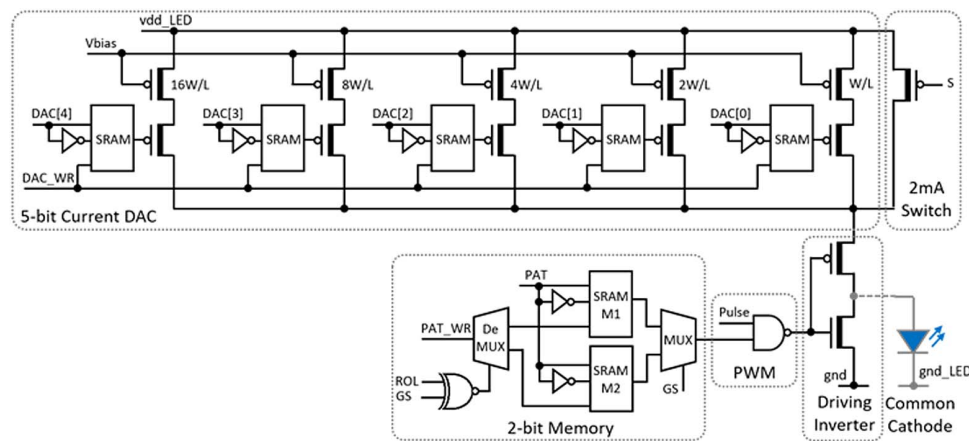 vdd_LED
Vbias
16W/L
8W/L
4W/L
2W/L
W/L
S
DAC[4]
SRAM
DAC[3]
SRAM
DAC[2]
SRAM
DAC[1]
SRAM
DAC[0]
SRAM
DAC_WR
5-bit Current DAC
2mA
Switch
PAT
SRAM
M1
PAT_WR
De
MUX
MUX
SRAM
M2
ROL
GS
GS
2-bit Memory
Pulse
PWM
gnd
gnd_LED
Driving
Inverter
Common
Cathode